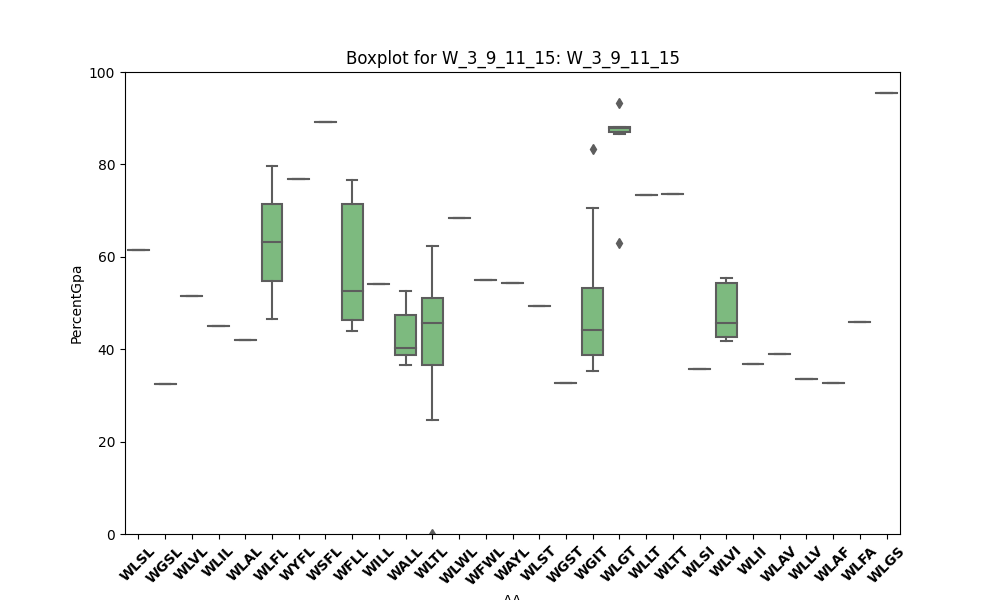 Boxplot for W_3_9_11_15: W_3_9_11_15
100
80
60
40
20
0
PercentGpa
WLSL WGSL WLVL WLIL WLAL WLFL WYFL WSFL WFLL WILL WALL WLTL WLWL WFWL WAYL WLST WGST WGIT WLGT WLLT WLTT WLSI WLVI WLII WLAV WLLV WLAF WLFA WLGS
AA